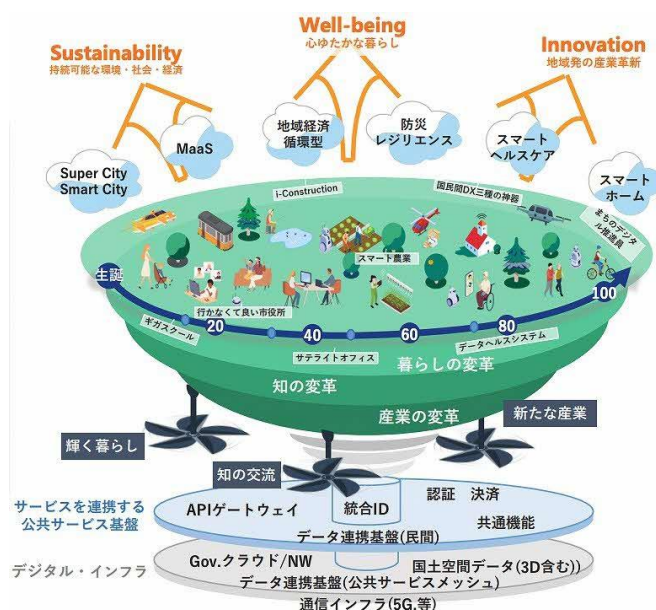 Well-being
心ゆたかな暮らし
Sustainability
持続可能な環境・社会・経済
Innovation
地域発の産業革新
Super City
Smart City
MaaS
地域経済
循環型
防災
レジリエンス
スマート
ヘルスケア
スマート
ホーム
i-Construction
国民間DX三種の神器
まちのデジタ
ル推進員
スマート農業
生誕
行かなくて良い市役所
ギガスクール
20
40
60
80
100
サテライトオフィス
データヘルスシステム
暮らしの変革
知の変革
産業の変革
輝く暮らし
知の交流
新たな産業
サービスを連携する
公共サービス基盤
APIゲートウェイ
統合ID
認証 決済
共通機能
データ連携基盤(民間)
デジタル・インフラ
Gov.クラウド/NW
国土空間データ(3D含む))
データ連携基盤(公共サービスメッシュ)
通信インフラ(5G,等)